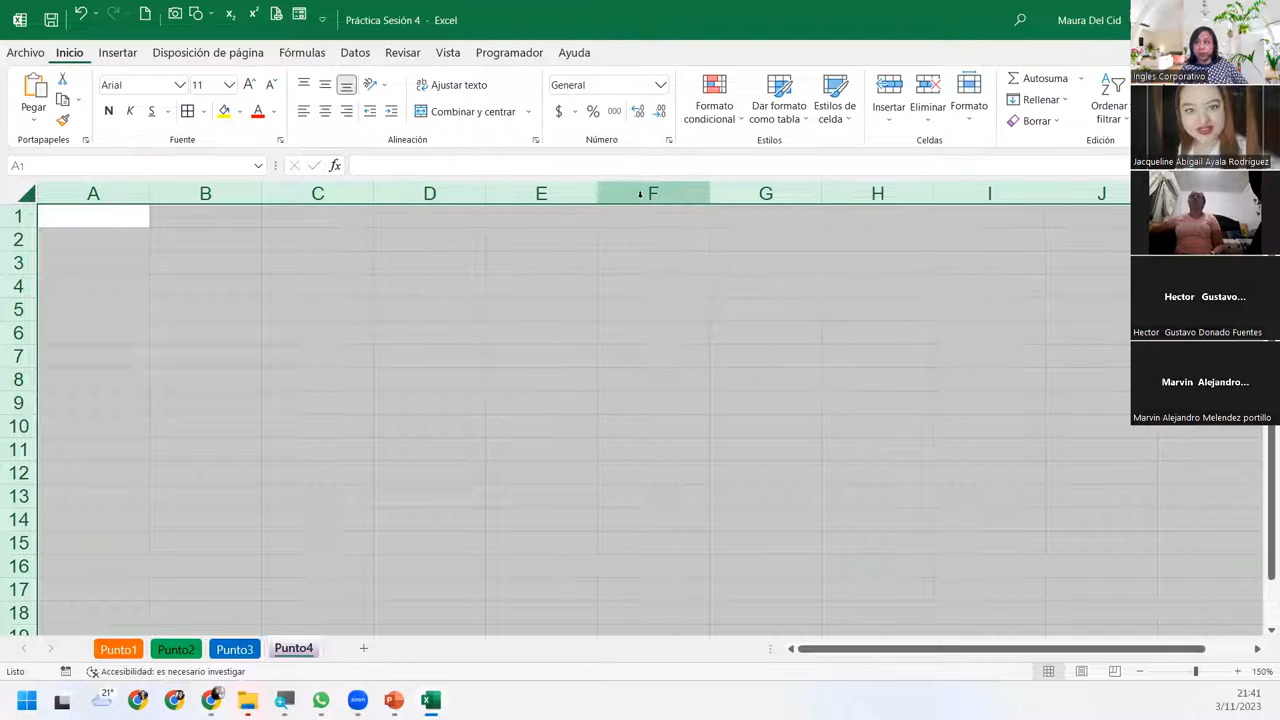 Práctica Sesión 4 - Excel
Maura Del Cid
Archivo Inicio Insertar Disposición de página Fórmulas Datos Revisar Vista Programador Ayuda
Pegar
Portapapeles
Arial 11
N K S
Fuente
Ajustar
Combinar y centrar
Alineación
General
$ % 000
Número
Formato condicional
Dar formato como tabla
Estilos de celda
Estilos
Insertar Eliminar Formato
Celdas
Autosuma
Rellenar
Borrar
Ordenar filtrar
Edición
A1
fx
A B C D E F G H I J
1
2
3
4
5
6
7
8
9
10
11
12
13
14
15
16
17
18
19
Ingles Corporativo
Jacqueline Abigail Ayala Rodríguez
Hector Gustavo...
Hector Gustavo Donado Fuentes
Marvin Alejandro...
Marvin Alejandro Melendez portillo
Punto1 Punto2 Punto3 Punto4
Listo
Accesibilidad: es necesario investigar
150%
21°
21:41
3/11/2023